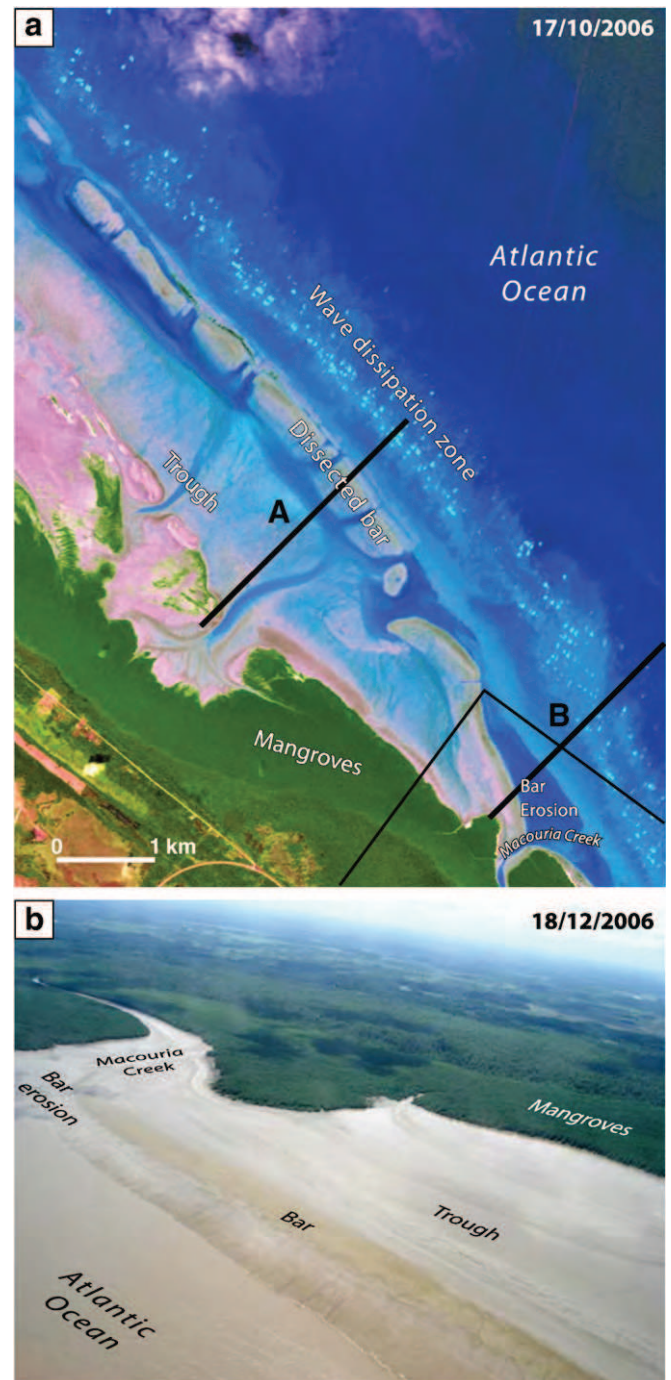 a
17/10/2006
Atlantic
Ocean
Wave dissipation zone
Dissected bar
Trough
A
B
Mangroves
Bar
Erosion
Macouria Creek
0 1 km
b
18/12/2006
Macouria
Creek
Bar
erosion
Mangroves
Bar
Trough
Atlantic
Ocean